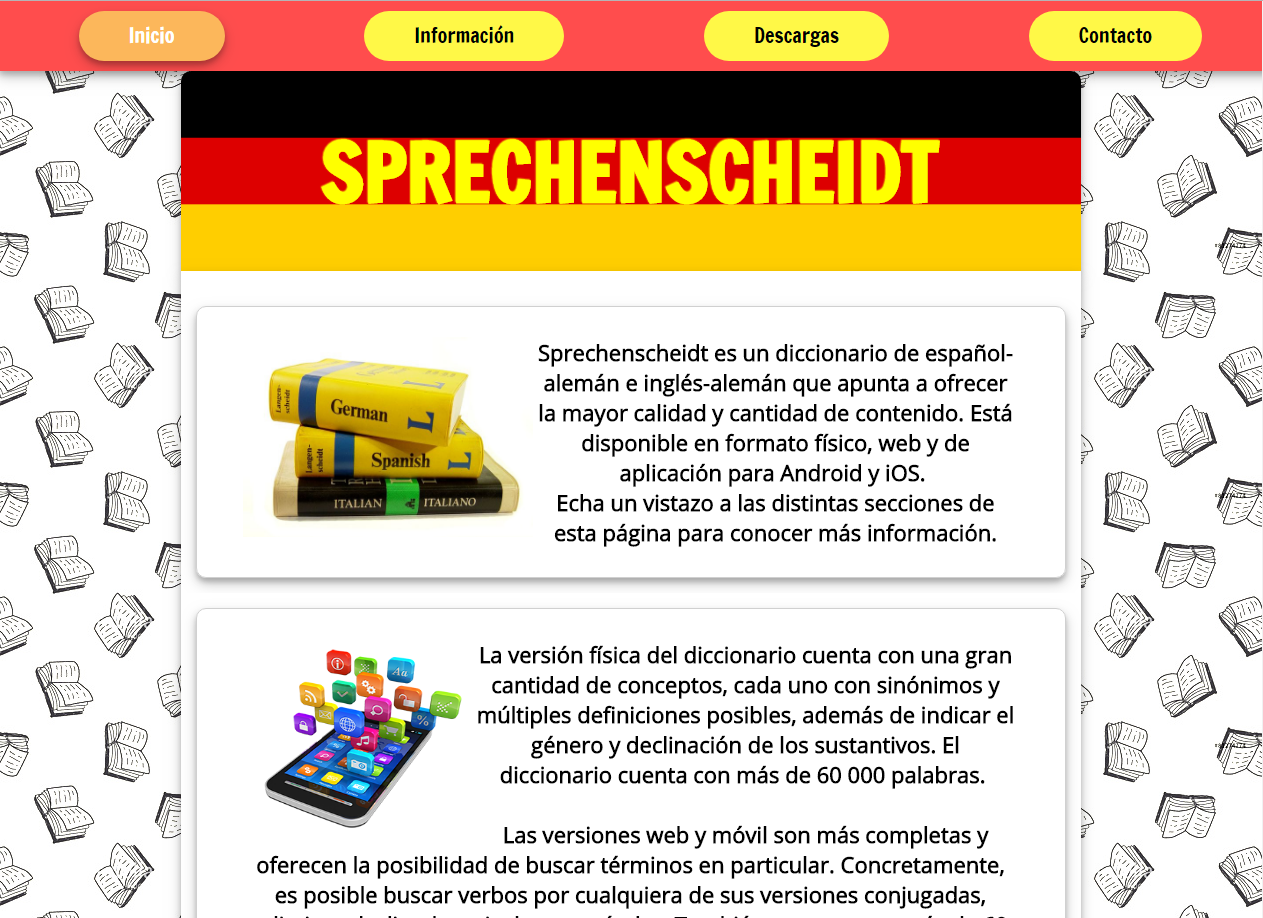 Inicio
Información
Descargas
Contacto
SPRECHENSCHEIDT
Sprechenscheidt es un diccionario de español-
alemán e inglés-alemán que apunta a ofrecer
la mayor calidad y cantidad de contenido. Está
disponible en formato físico, web y de
aplicación para Android y iOS.
Echa un vistazo a las distintas secciones de
esta página para conocer más información.
Langen-
scheidt
German
L
Langen-
scheidt
Spanish
L
ITALIAN
ITALIANO
La versión física del diccionario cuenta con una gran
cantidad de conceptos, cada uno con sinónimos y
múltiples definiciones posibles, además de indicar el
género y declinación de los sustantivos. El
diccionario cuenta con más de 60 000 palabras.
Aa
%
Las versiones web y móvil son más completas y
oferecen la posibilidad de buscar términos en particular. Concretamente,
es posible buscar verbos por cualquiera de sus versiones conjugadas,